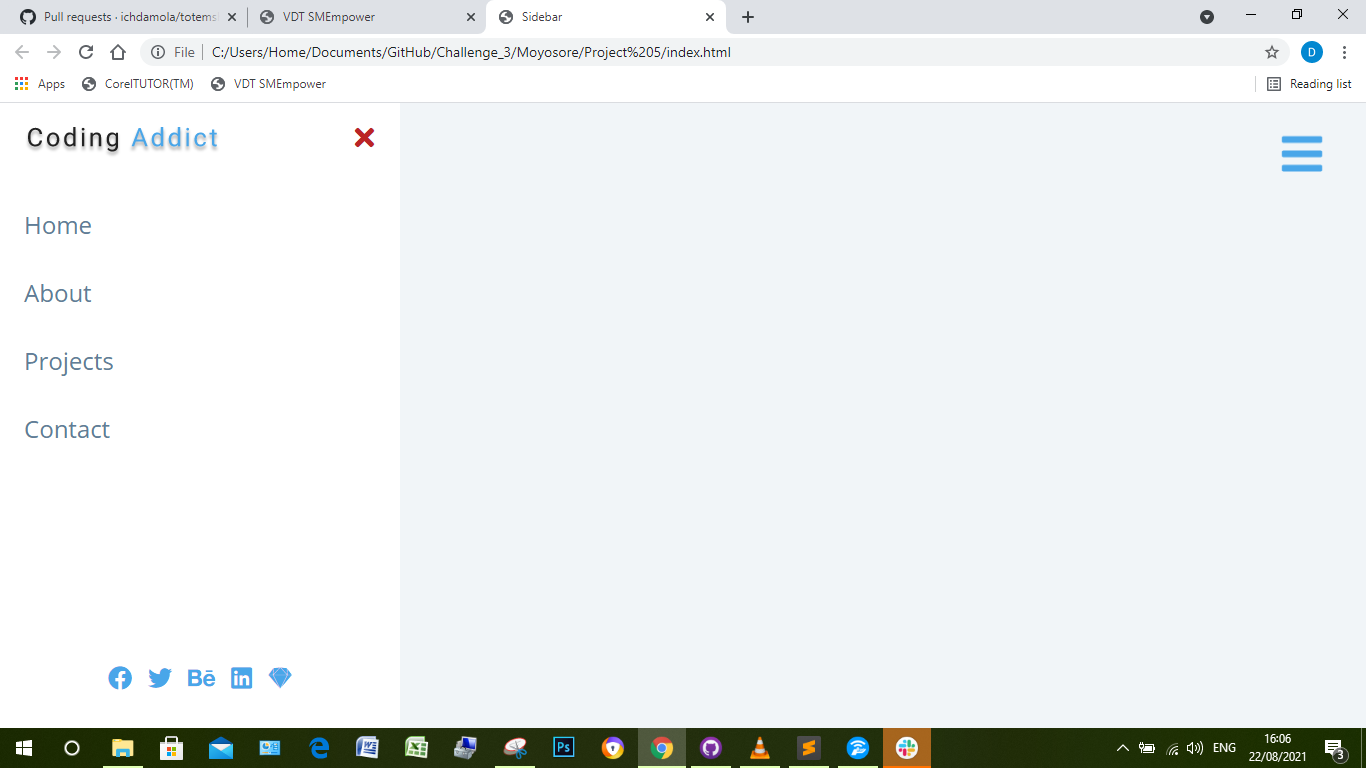 Pull requests · ichdamola/totems
VDT SMEmpower
Sidebar
File
C:/Users/Home/Documents/GitHub/Challenge_3/Moyosore/Project%205/index.html
D
Apps
CorelTUTOR(TM)
VDT SMEmpower
Reading list
Coding Addict
Home
About
Projects
Contact
Bē
in
Ps
ENG
16:06
22/08/2021
3